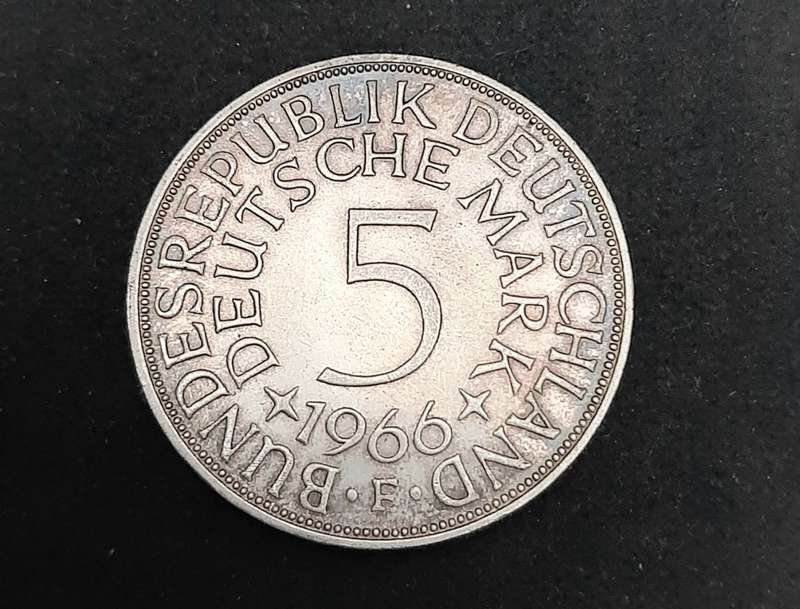 BUNDESREPUBLIK DEUTSCHLAND
DEUTSCHE MARK
5
1966
· F ·